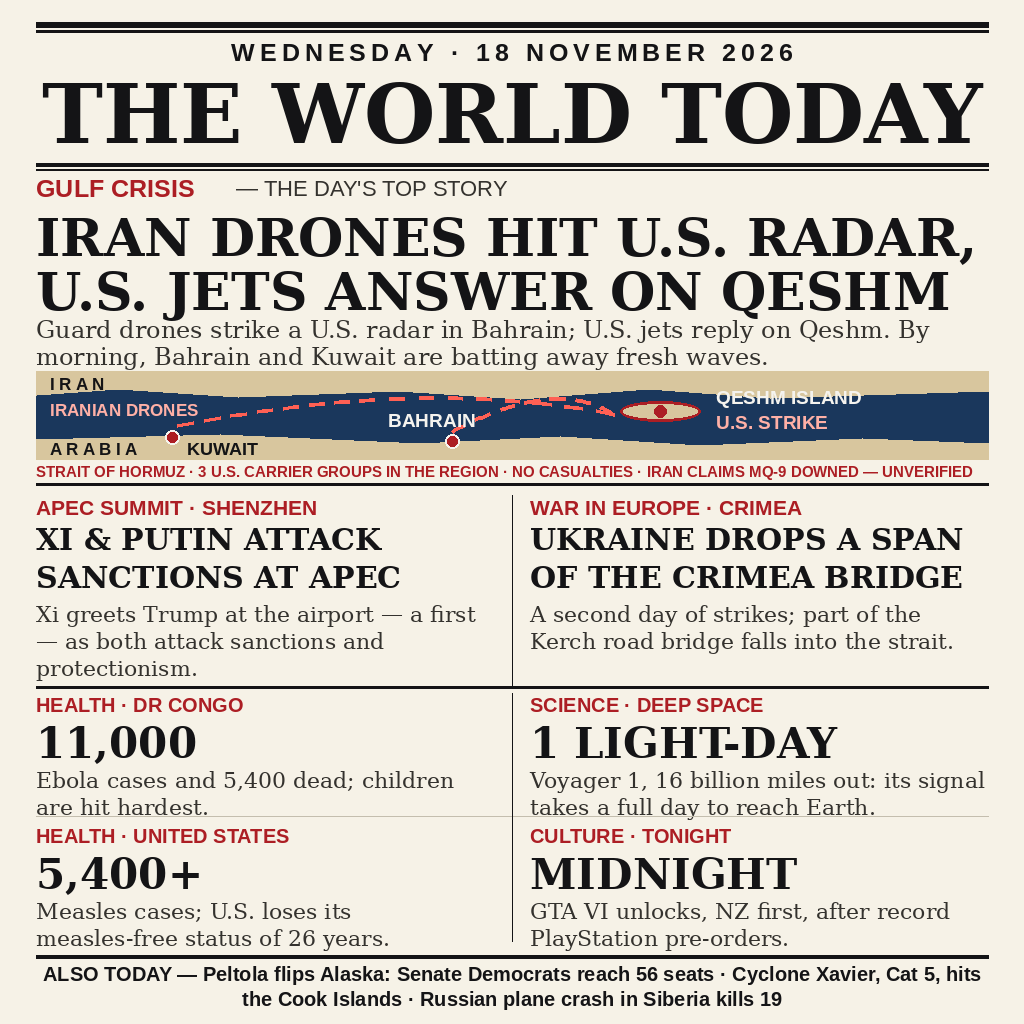 WEDNESDAY · 18 NOVEMBER 2026
THE WORLD TODAY
GULF CRISIS — THE DAY'S TOP STORY
IRAN DRONES HIT U.S. RADAR,
U.S. JETS ANSWER ON QESHM
Guard drones strike a U.S. radar in Bahrain; U.S. jets reply on Qeshm. By
morning, Bahrain and Kuwait are batting away fresh waves.
IRAN
QESHM ISLAND
IRANIAN DRONES
BAHRAIN
U.S. STRIKE
ARABIA
KUWAIT
STRAIT OF HORMUZ · 3 U.S. CARRIER GROUPS IN THE REGION · NO CASUALTIES · IRAN CLAIMS MQ-9 DOWNED — UNVERIFIED
APEC SUMMIT · SHENZHEN
XI & PUTIN ATTACK
SANCTIONS AT APEC
Xi greets Trump at the airport — a first
— as both attack sanctions and
protectionism.
WAR IN EUROPE · CRIMEA
UKRAINE DROPS A SPAN
OF THE CRIMEA BRIDGE
A second day of strikes; part of the
Kerch road bridge falls into the strait.
HEALTH · DR CONGO
11,000
Ebola cases and 5,400 dead; children
are hit hardest.
SCIENCE · DEEP SPACE
1 LIGHT-DAY
Voyager 1, 16 billion miles out: its signal
takes a full day to reach Earth.
HEALTH · UNITED STATES
5,400+
Measles cases; U.S. loses its
measles-free status of 26 years.
CULTURE · TONIGHT
MIDNIGHT
GTA VI unlocks, NZ first, after record
PlayStation pre-orders.
ALSO TODAY — Peltola flips Alaska: Senate Democrats reach 56 seats · Cyclone Xavier, Cat 5, hits
the Cook Islands · Russian plane crash in Siberia kills 19